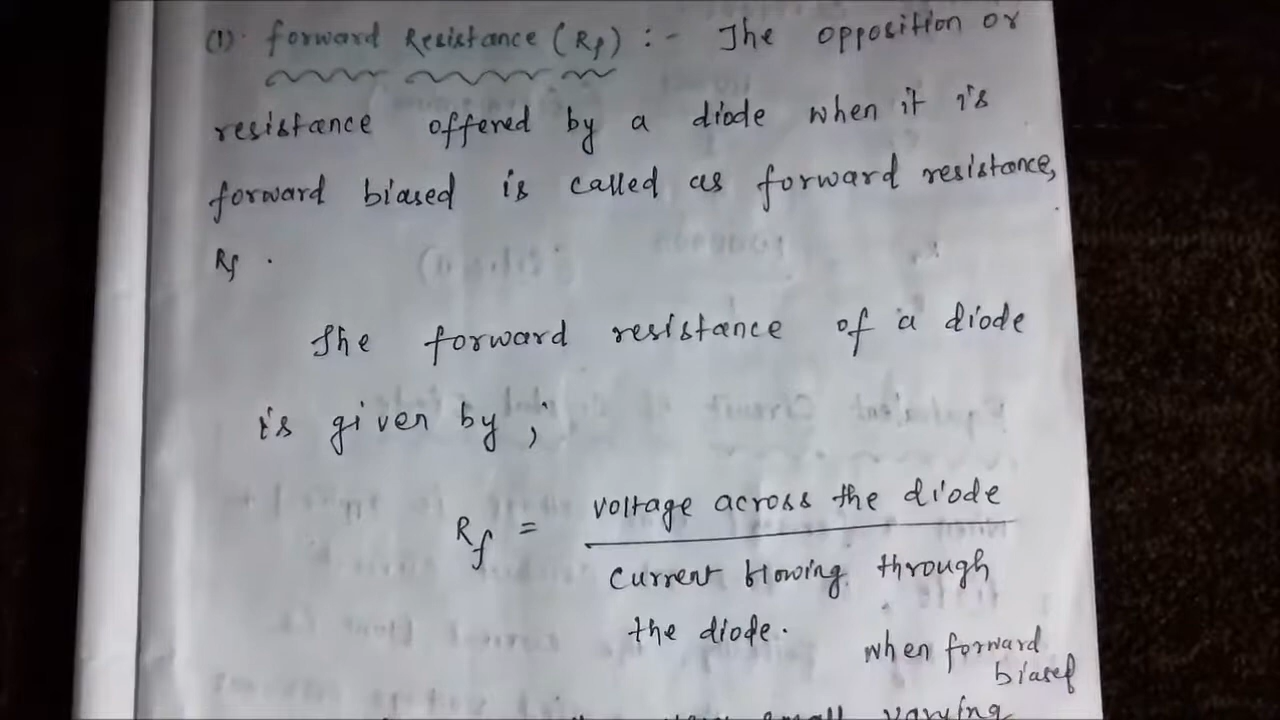 (1). forward Resistance (Rf) :- The opposition or
resistance offered by a diode when it is
forward biased is called as forward resistance,
Rf .
The forward resistance of a diode
is given by ;
Rf = voltage across the diode
current flowing through
the diode.
when forward
biased
small varying